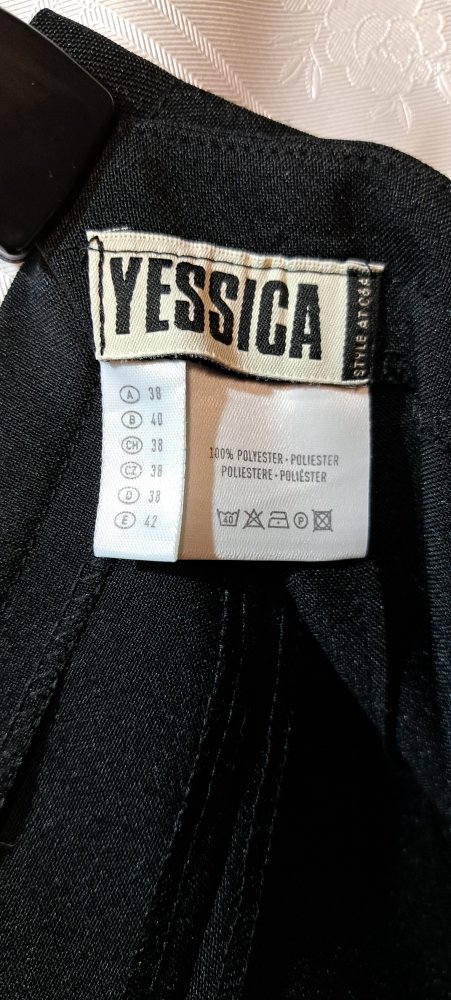 YESSICA
STYLE AT C&A
A 38
B 40
CH 38
CZ 38
D 38
E 42
100% POLYESTER - POLIESTER
POLIESTERE - POLIÉSTER
40 P